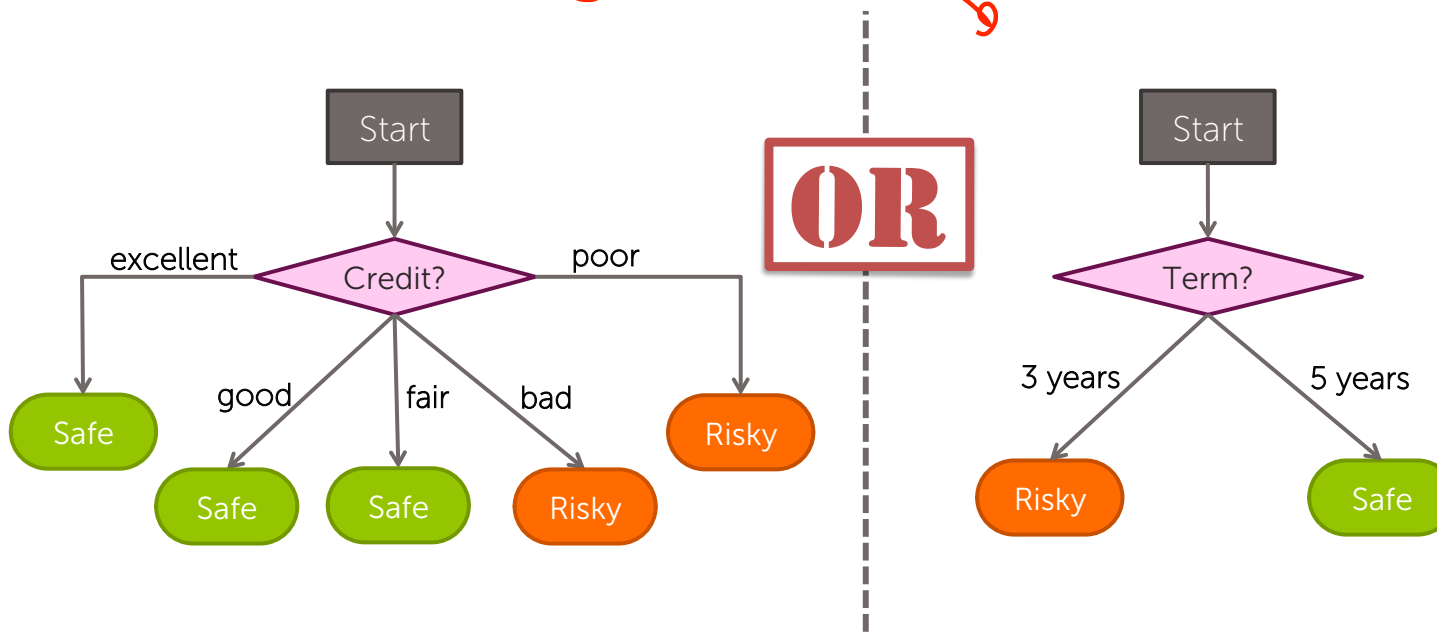 Start
Credit?
excellent
good
fair
bad
poor
Safe
Safe
Safe
Risky
Risky
OR
Start
Term?
3 years
5 years
Risky
Safe